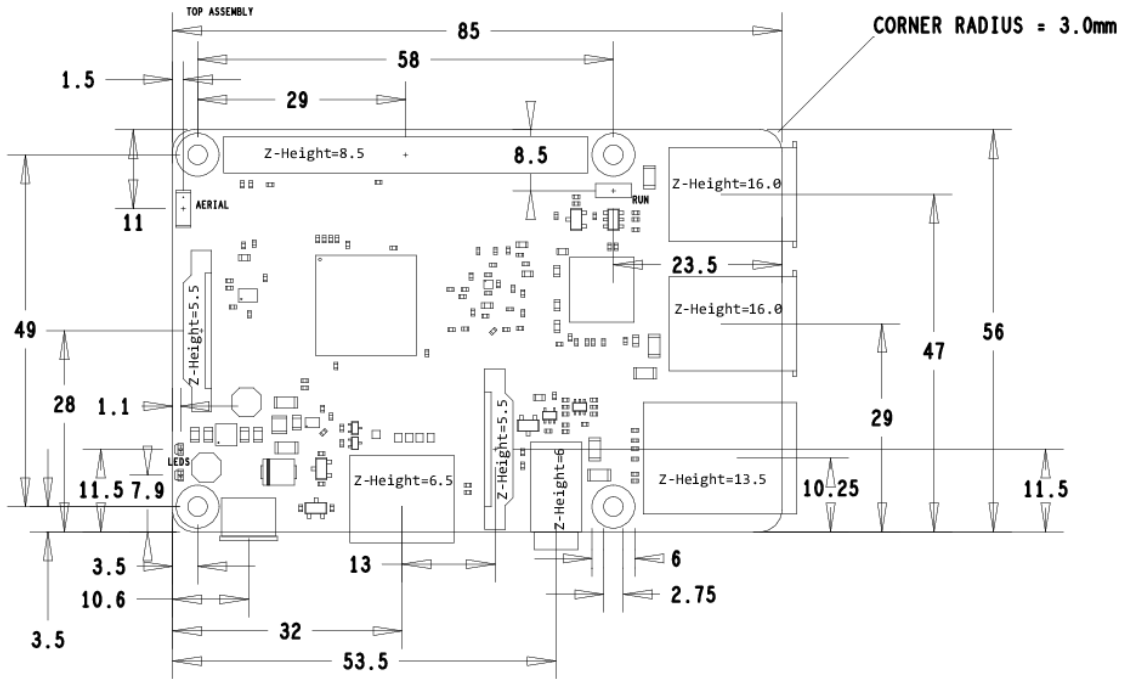 TOP ASSEMBLY
85
CORNER RADIUS = 3.0mm
58
1.5
29
Z-Height=8.5
8.5
Z-Height=16.0
AERIAL
RUN
11
23.5
Z-Height=5.5
Z-Height=16.0
49
56
47
28
1.1
29
LEDS
Z-Height=5.5
Z-Height=6
Z-Height=6.5
Z-Height=13.5
11.5
7.9
10.25
11.5
3.5
13
6
10.6
2.75
3.5
32
53.5